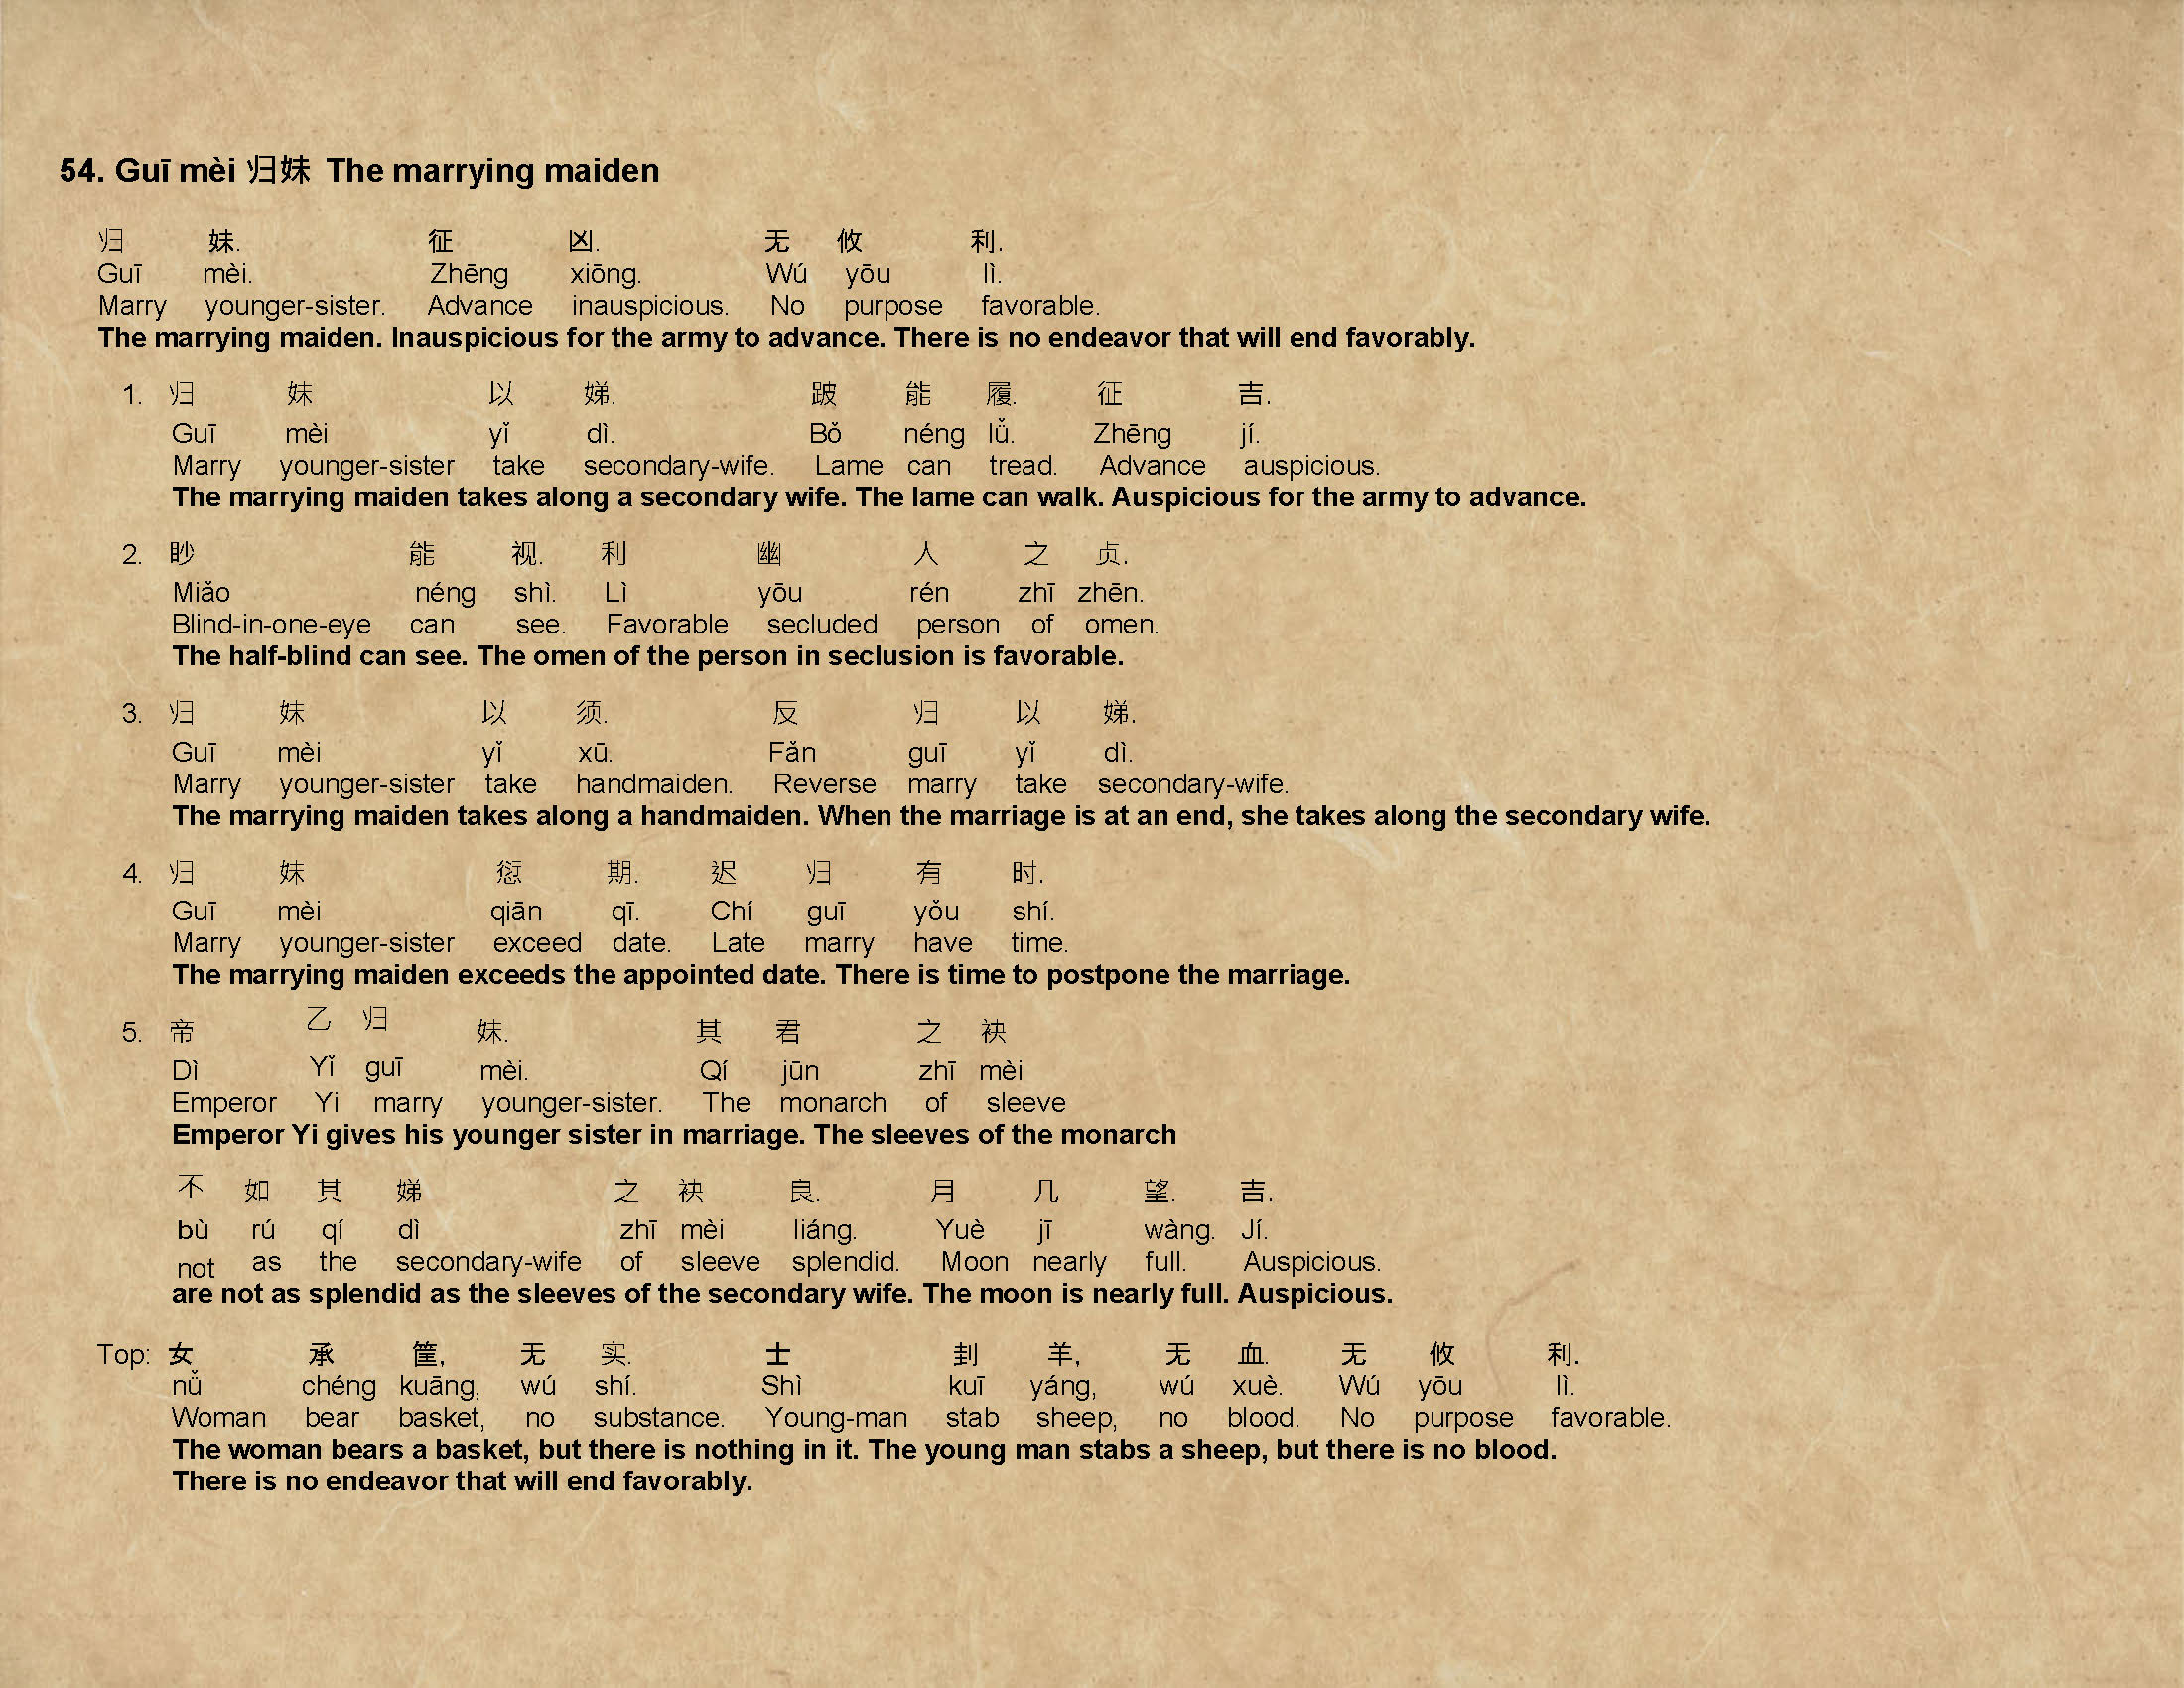 54. Guī mèi 归妹 The marrying maiden
归 妹. 征 凶. 无 攸 利.
Guī mèi. Zhēng xiōng. Wú yōu lì.
Marry younger-sister. Advance inauspicious. No purpose favorable.
The marrying maiden. Inauspicious for the army to advance. There is no endeavor that will end favorably.
1. 归 妹 以 娣. 跛 能 履. 征 吉.
Guī mèi yǐ dì. Bǒ néng lǚ. Zhēng jí.
Marry younger-sister take secondary-wife. Lame can tread. Advance auspicious.
The marrying maiden takes along a secondary wife. The lame can walk. Auspicious for the army to advance.
2. 眇 能 视. 利 幽 人 之 贞.
Miǎo néng shì. Lì yōu rén zhī zhēn.
Blind-in-one-eye can see. Favorable secluded person of omen.
The half-blind can see. The omen of the person in seclusion is favorable.
3. 归 妹 以 须. 反 归 以 娣.
Guī mèi yǐ xū. Fǎn guī yǐ dì.
Marry younger-sister take handmaiden. Reverse marry take secondary-wife.
The marrying maiden takes along a handmaiden. When the marriage is at an end, she takes along the secondary wife.
4. 归 妹 愆 期. 迟 归 有 时.
Guī mèi qiān qī. Chí guī yǒu shí.
Marry younger-sister exceed date. Late marry have time.
The marrying maiden exceeds the appointed date. There is time to postpone the marriage.
5. 帝 乙 归 妹. 其 君 之 袂
Dì Yǐ guī mèi. Qí jūn zhī mèi
Emperor Yi marry younger-sister. The monarch of sleeve
Emperor Yi gives his younger sister in marriage. The sleeves of the monarch
不 如 其 娣 之 袂 良. 月 几 望. 吉.
bù rú qí dì zhī mèi liáng. Yuè jī wàng. Jí.
not as the secondary-wife of sleeve splendid. Moon nearly full. Auspicious.
are not as splendid as the sleeves of the secondary wife. The moon is nearly full. Auspicious.
Top: 女 承 筐, 无 实. 士 刲 羊, 无 血. 无 攸 利.
nǚ chéng kuāng, wú shí. Shì kuī yáng, wú xuè. Wú yōu lì.
Woman bear basket, no substance. Young-man stab sheep, no blood. No purpose favorable.
The woman bears a basket, but there is nothing in it. The young man stabs a sheep, but there is no blood.
There is no endeavor that will end favorably.